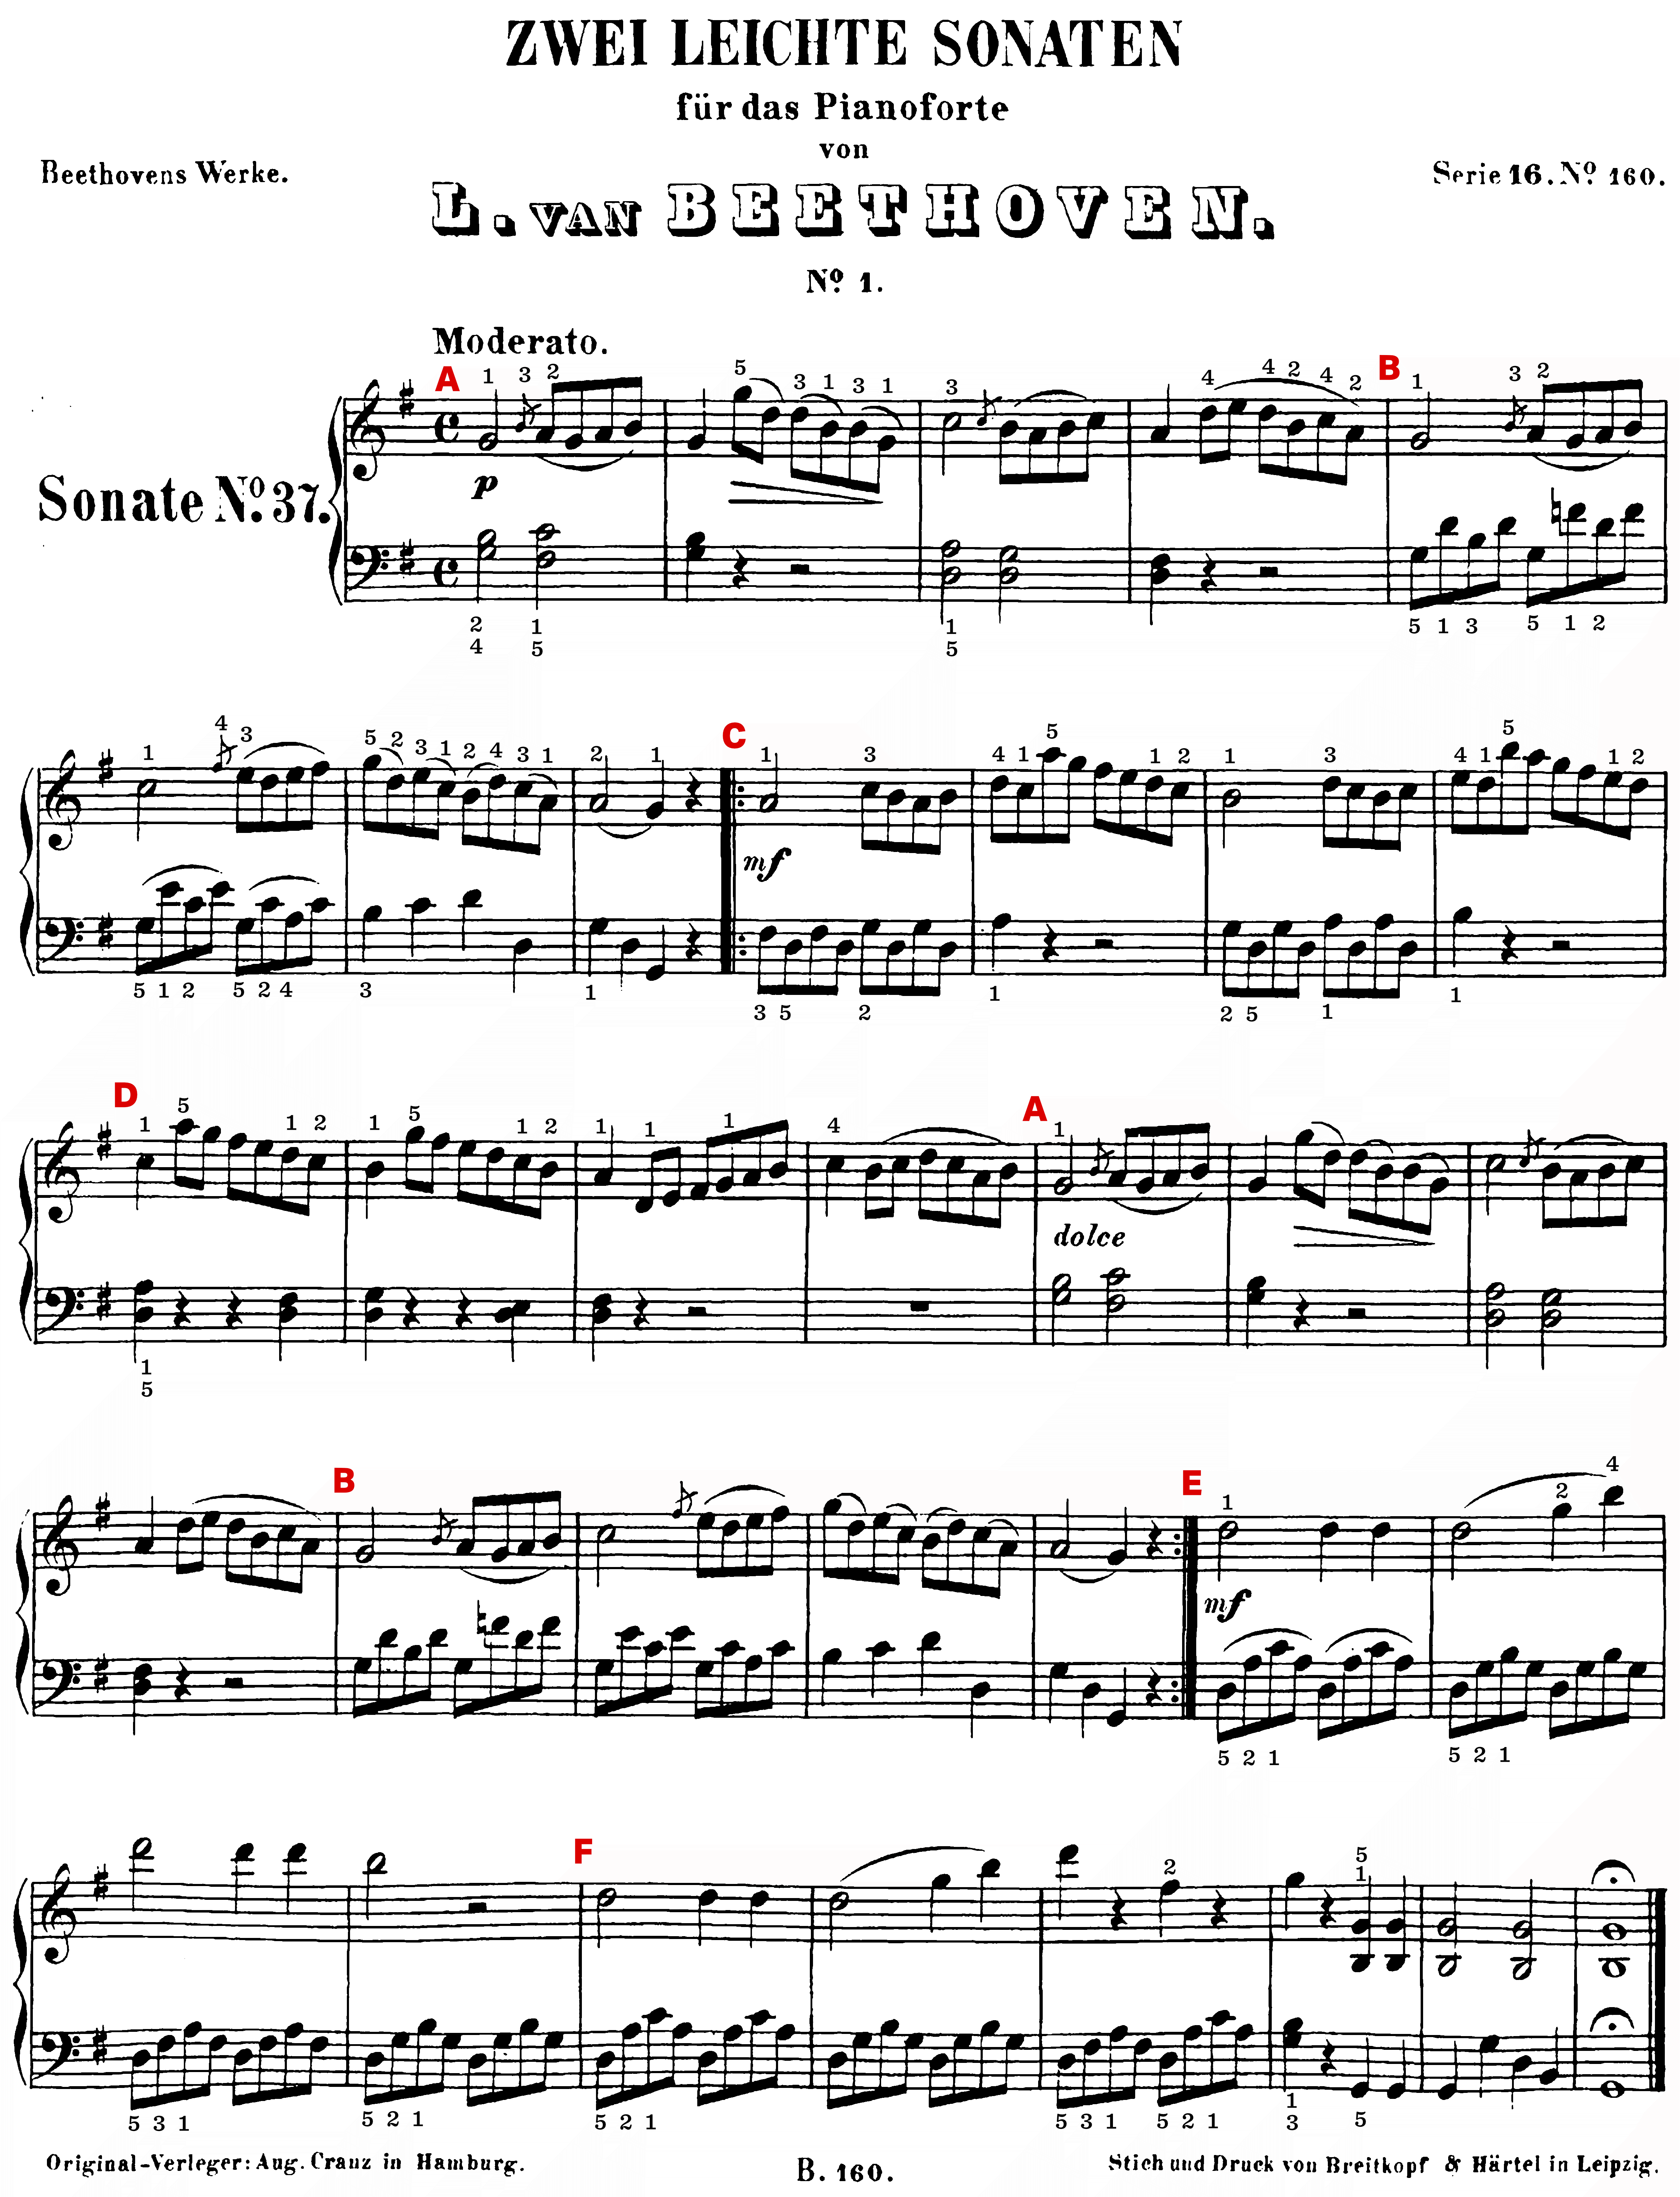 ZWEI LEICHTE SONATEN
für das Pianoforte
von
Beethovens Werke.
Serie 16. No 160.
L. VAN BEETHOVEN.
No 1.
Moderato.
A 1 3 2 5 3 1 3 1 3 4 4 2 4 2 B 1 3 2
Sonate No. 37.
p
2 1 1 5 1 3 5 1 2
4 5 5
1 4 3 5 2 3 1 2 4 3 1 2 1 C 1 3 4 1 5 1 2 1 3 4 1 5 1 2
mf
5 1 2 5 2 4 3 1 3 5 2 1 2 5 1 1
D 1 5 1 2 1 5 1 2 1 1 1 4 A 1
dolce
1
5
B E 1 2 4
mf
5 2 1 5 2 1
F 2 5
1
5 3 1 5 2 1 5 2 1 5 3 1 5 2 1 1 5
3
Original-Verleger: Aug. Cranz in Hamburg.
B. 160.
Stich und Druck von Breitkopf & Härtel in Leipzig.